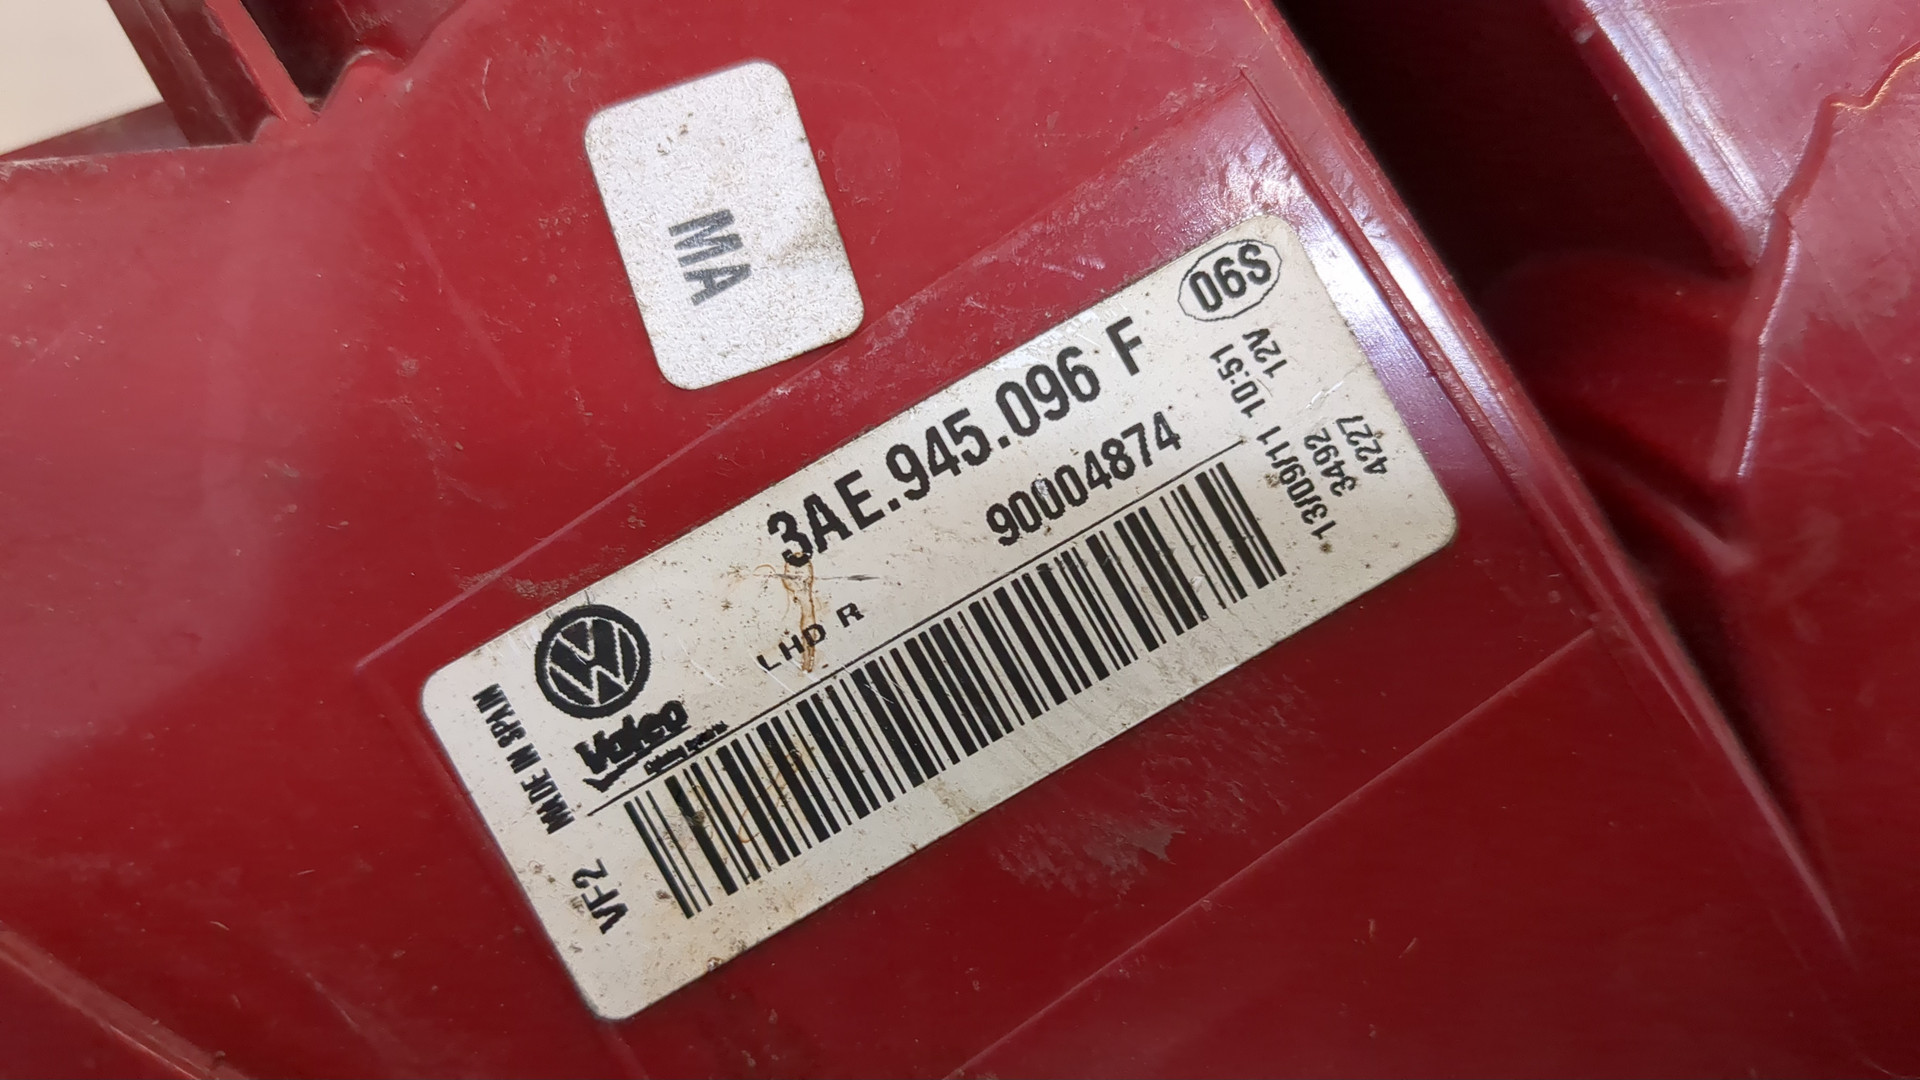 MA
06S
3AE.945.096 F
90004874
LHD R
13/09/11 10:51
3492 12V
4227
Valeo
MADE IN SPAIN
VF2